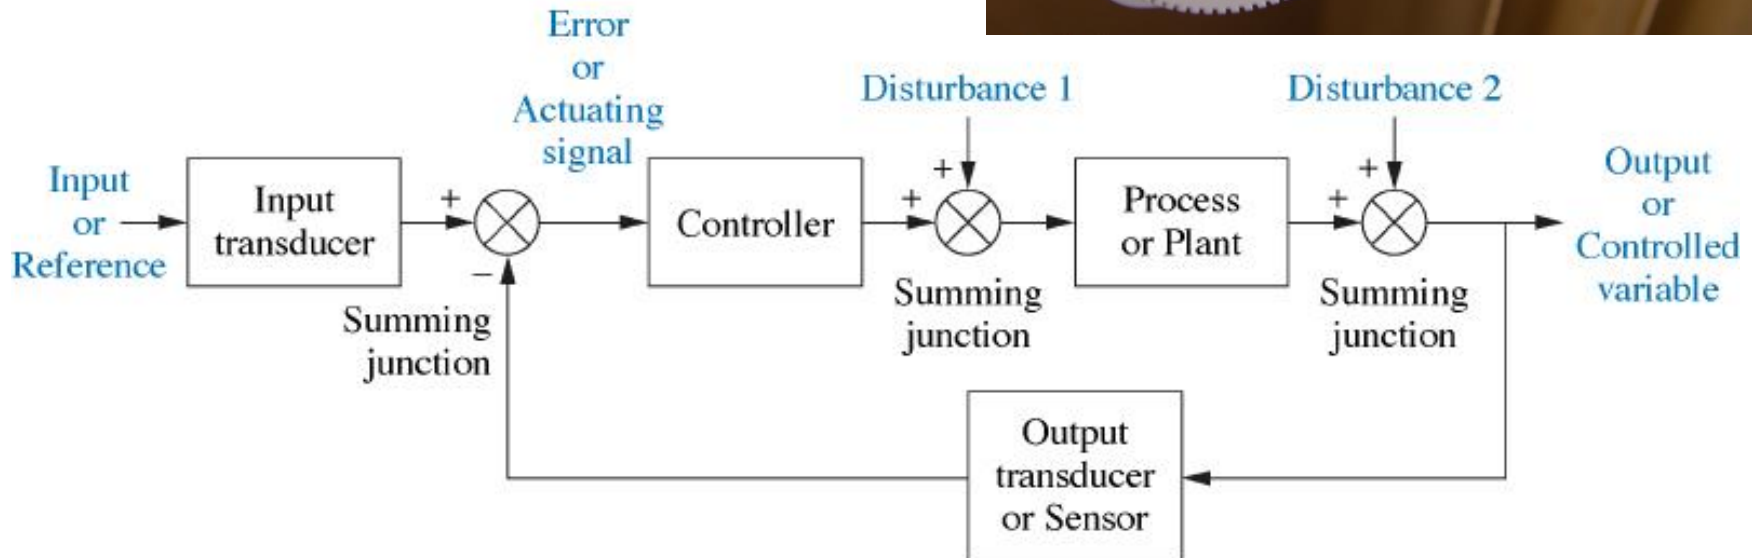 Error
or
Actuating
signal
Disturbance 1
Disturbance 2
Input
or
Reference
Input
transducer
+
−
Summing
junction
Controller
+
+
Summing
junction
Process
or Plant
+
+
Summing
junction
Output
or
Controlled
variable
Output
transducer
or Sensor